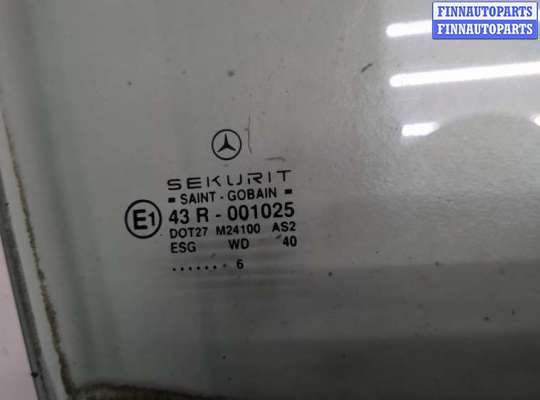 FINNAUTOPARTS
FINNAUTOPARTS
SEKURIT
SAINT - GOBAIN
E1 43 R - 001025
DOT27 M24100 AS2
ESG WD 40
....... 6